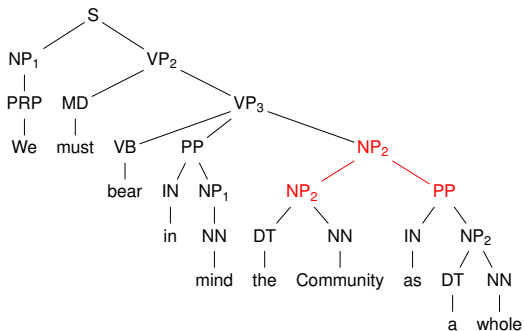 S
NP₁ VP₂
PRP MD VP₃
We must VB PP NP₂
bear IN NP₁ NP₂ PP
in NN DT NN IN NP₂
mind the Community as DT NN
a whole